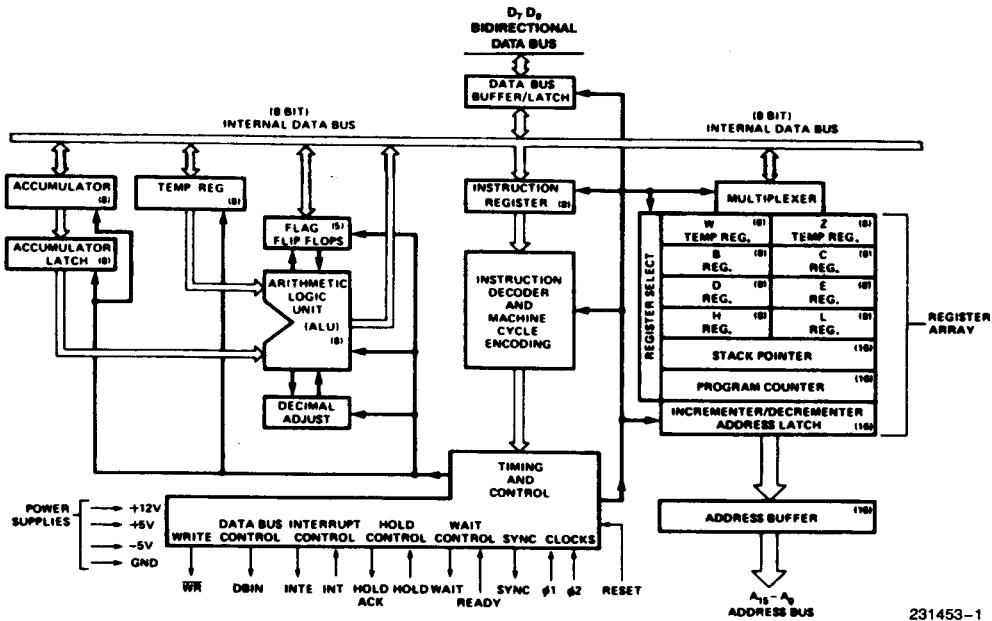 D7 D0
BIDIRECTIONAL
DATA BUS
DATA BUS
BUFFER/LATCH
(8 BIT)
INTERNAL DATA BUS
(8 BIT)
INTERNAL DATA BUS
ACCUMULATOR
(8)
TEMP REG
(8)
INSTRUCTION
REGISTER (8)
MULTIPLEXER
ACCUMULATOR
LATCH (8)
FLAG (5)
FLIP FLOPS
ARITHMETIC
LOGIC
UNIT
(ALU)
(8)
DECIMAL
ADJUST
INSTRUCTION
DECODER
AND
MACHINE
CYCLE
ENCODING
REGISTER SELECT
W (8)
TEMP REG.
Z (8)
TEMP REG.
B (8)
REG.
C (8)
REG.
D (8)
REG.
E (8)
REG.
H (8)
REG.
L (8)
REG.
STACK POINTER (16)
PROGRAM COUNTER (16)
INCREMENTER/DECREMENTER
ADDRESS LATCH (16)
REGISTER
ARRAY
TIMING
AND
CONTROL
POWER
SUPPLIES
+12V
+5V
-5V
GND
WRITE
DATA BUS
CONTROL
INTERRUPT
CONTROL
HOLD
CONTROL
WAIT
CONTROL
SYNC
CLOCKS
WR
DBIN
INTE
INT
HOLD
ACK
HOLD
WAIT
READY
SYNC
ϕ1
ϕ2
RESET
ADDRESS BUFFER (16)
A15-A0
ADDRESS BUS
231453-1